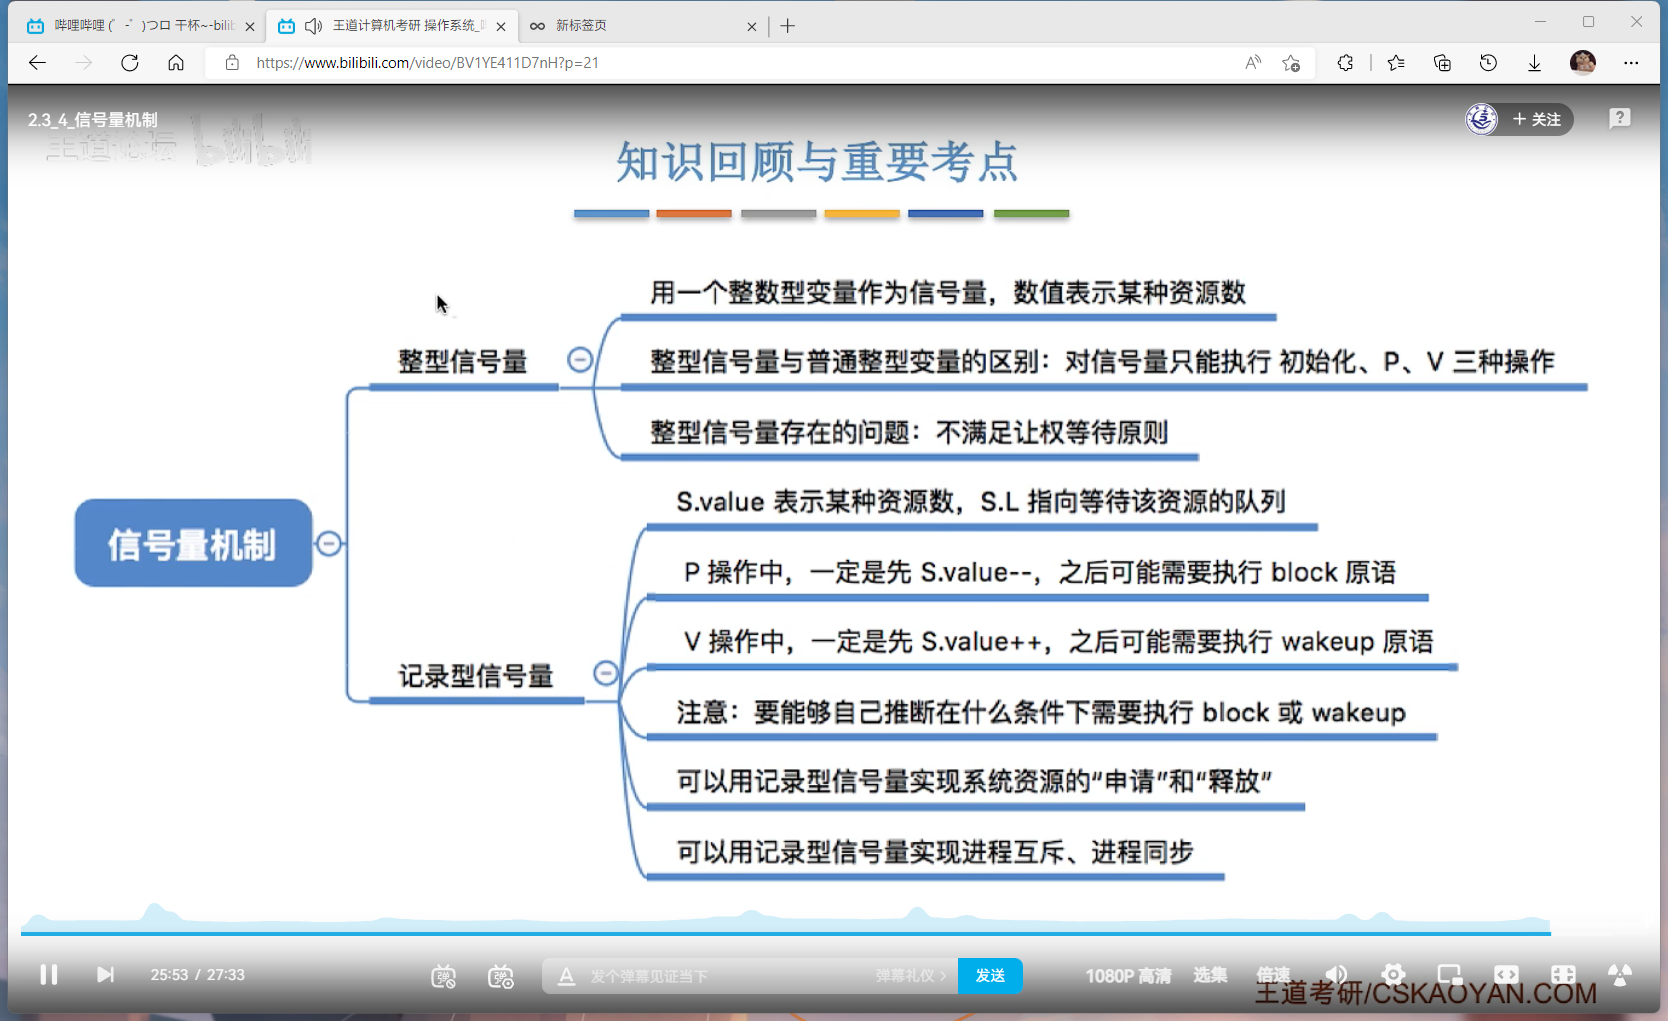 哔哩哔哩 (゜-゜)つロ 干杯~-bilib
王道计算机考研 操作系统_
新标签页
https://www.bilibili.com/video/BV1YE411D7nH?p=21
2.3_4_信号量机制
王道论坛 bilibili
+ 关注
知识回顾与重要考点
用一个整数型变量作为信号量，数值表示某种资源数
整型信号量
整型信号量与普通整型变量的区别：对信号量只能执行 初始化、P、V 三种操作
整型信号量存在的问题：不满足让权等待原则
信号量机制
S.value 表示某种资源数，S.L 指向等待该资源的队列
P 操作中，一定是先 S.value--，之后可能需要执行 block 原语
V 操作中，一定是先 S.value++，之后可能需要执行 wakeup 原语
记录型信号量
注意：要能够自己推断在什么条件下需要执行 block 或 wakeup
可以用记录型信号量实现系统资源的“申请”和“释放”
可以用记录型信号量实现进程互斥、进程同步
25:53 / 27:33
发个弹幕见证当下
弹幕礼仪 >
发送
1080P 高清
选集
倍速
王道考研/CSKAOYAN.COM